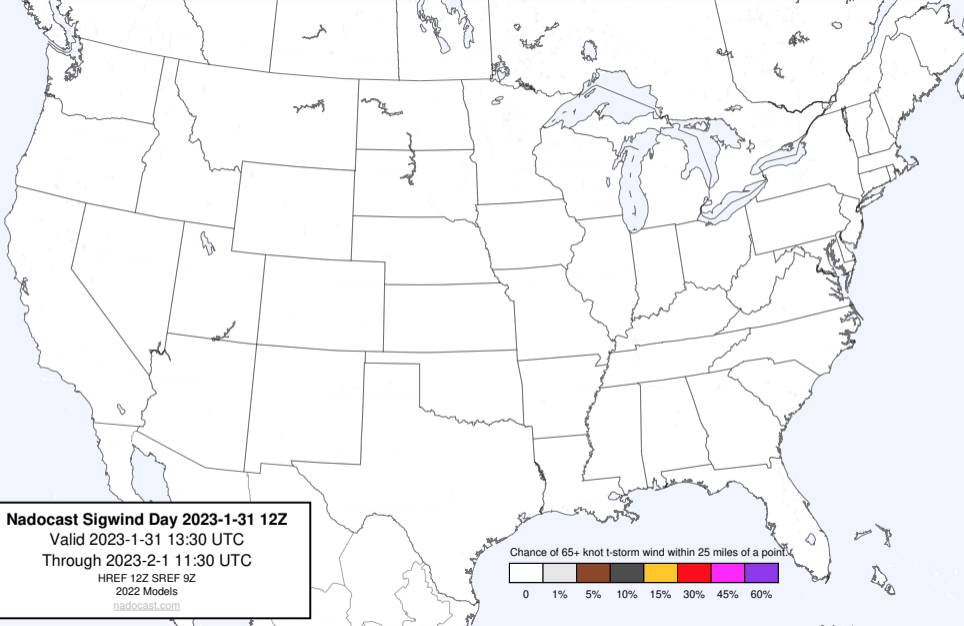 Nadocast Sigwind Day 2023-1-31 12Z
Valid 2023-1-31 13:30 UTC
Through 2023-2-1 11:30 UTC
HREF 12Z SREF 9Z
2022 Models
nadocast.com
Chance of 65+ knot t-storm wind within 25 miles of a point.
0 1% 5% 10% 15% 30% 45% 60%